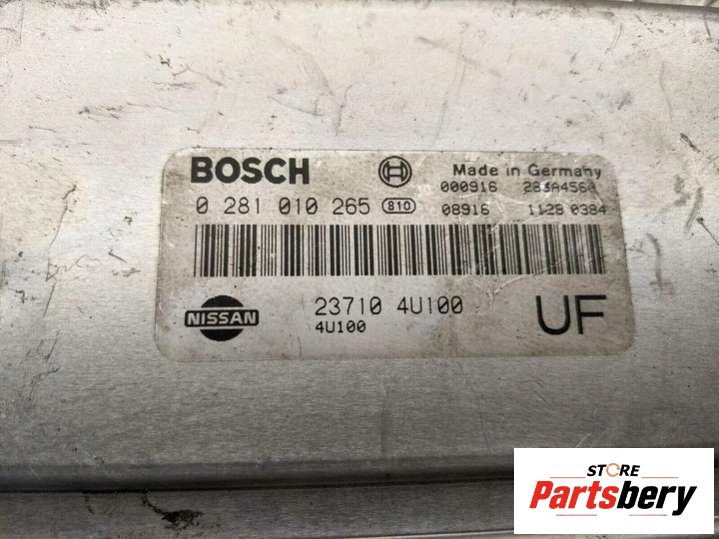 BOSCH
Made in Germany
000916 283A4560
0 281 010 265 810
08916 1128 0384
NISSAN
23710 4U100
4U100
UF
STORE
Partsbery